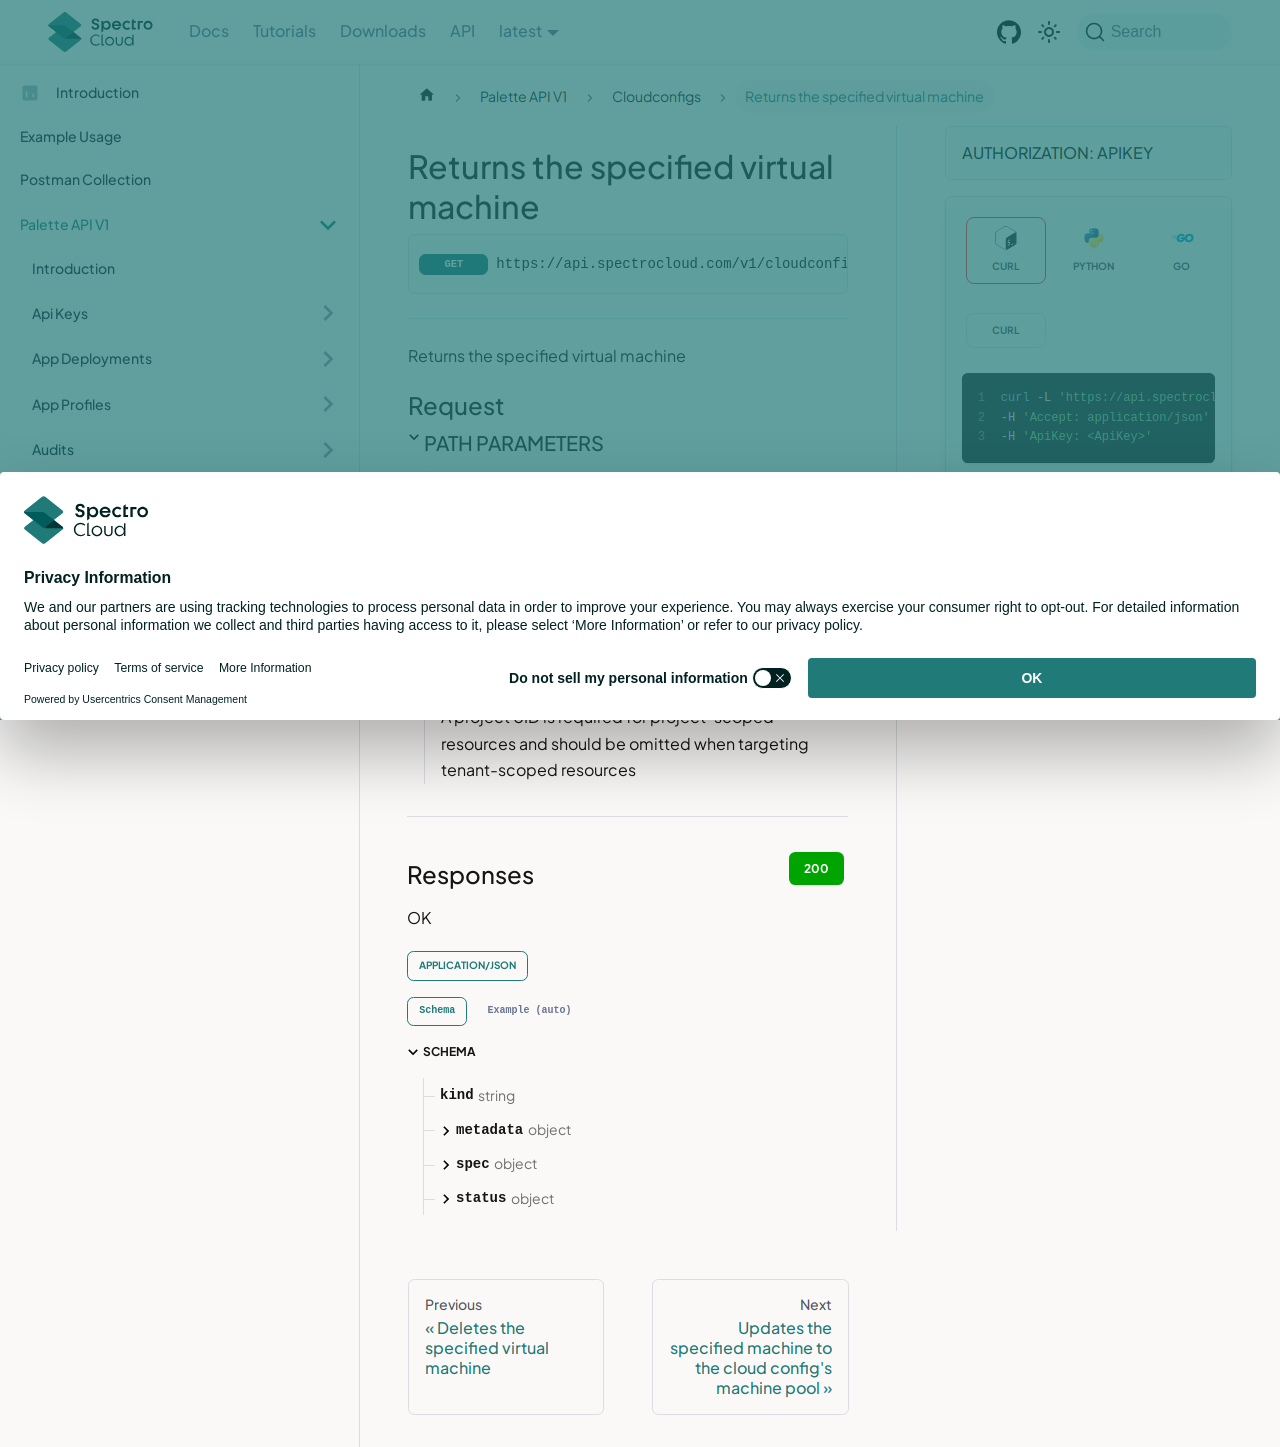 Spectro Cloud
Docs
Tutorials
Downloads
API
latest
Search
Introduction
Example Usage
Postman Collection
Palette API V1
Introduction
Api Keys
App Deployments
App Profiles
Audits
Palette API V1
Cloudconfigs
Returns the specified virtual machine
Returns the specified virtual
machine
GET https://api.spectrocloud.com/v1/cloudconfi
Returns the specified virtual machine
Request
PATH PARAMETERS
AUTHORIZATION: APIKEY
CURL
PYTHON
GO
CURL
1 curl -L 'https://api.spectrocl
2 -H 'Accept: application/json'
3 -H 'ApiKey: <ApiKey>'
Spectro Cloud
Privacy Information
We and our partners are using tracking technologies to process personal data in order to improve your experience. You may always exercise your consumer right to opt-out. For detailed information
about personal information we collect and third parties having access to it, please select ‘More Information’ or refer to our privacy policy.
Privacy policy
Terms of service
More Information
Powered by Usercentrics Consent Management
Do not sell my personal information
OK
A project UID is required for project-scoped
resources and should be omitted when targeting
tenant-scoped resources
Responses
200
OK
APPLICATION/JSON
Schema
Example (auto)
SCHEMA
kind string
metadata object
spec object
status object
Previous
« Deletes the
specified virtual
machine
Next
Updates the
specified machine to
the cloud config's
machine pool »